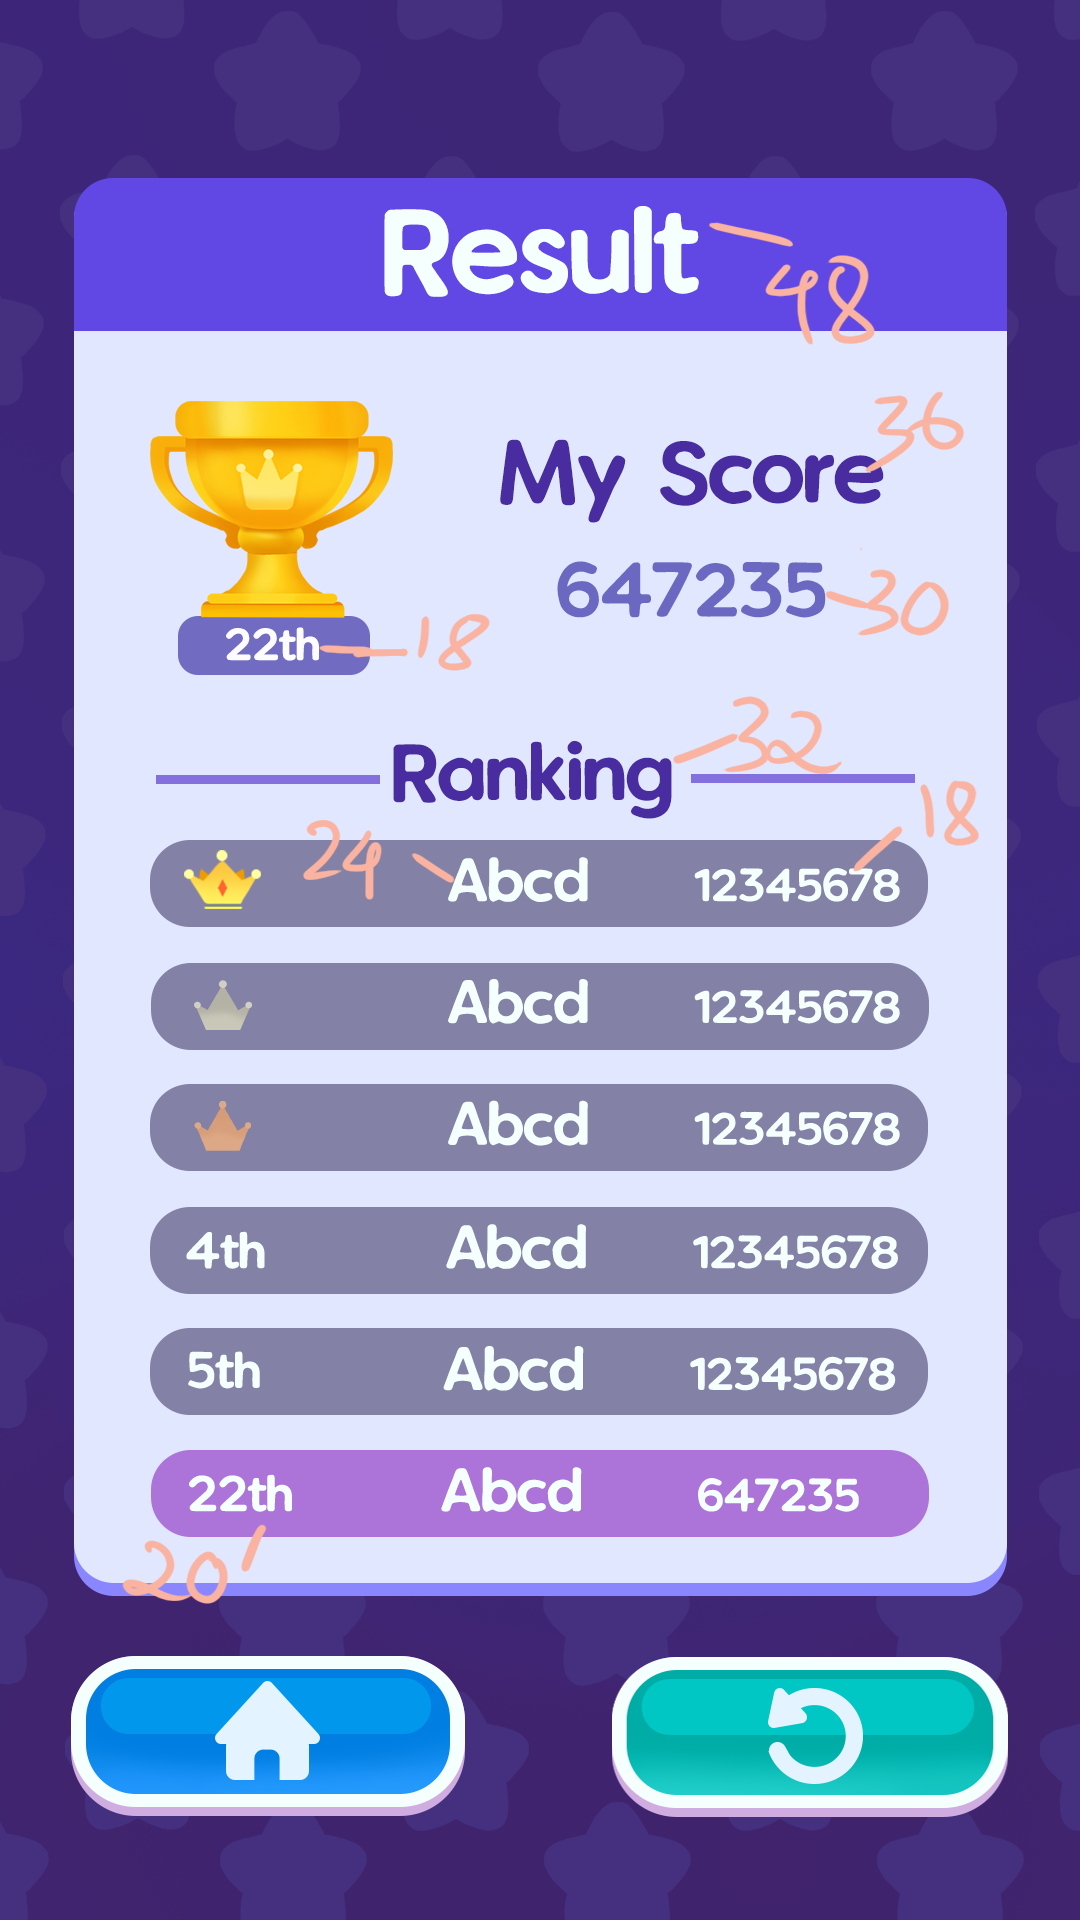 Result
48
36
My Score
647235
30
22th
18
Ranking
32
18
24
Abcd 12345678
Abcd 12345678
Abcd 12345678
4th Abcd 12345678
5th Abcd 12345678
22th Abcd 647235
20